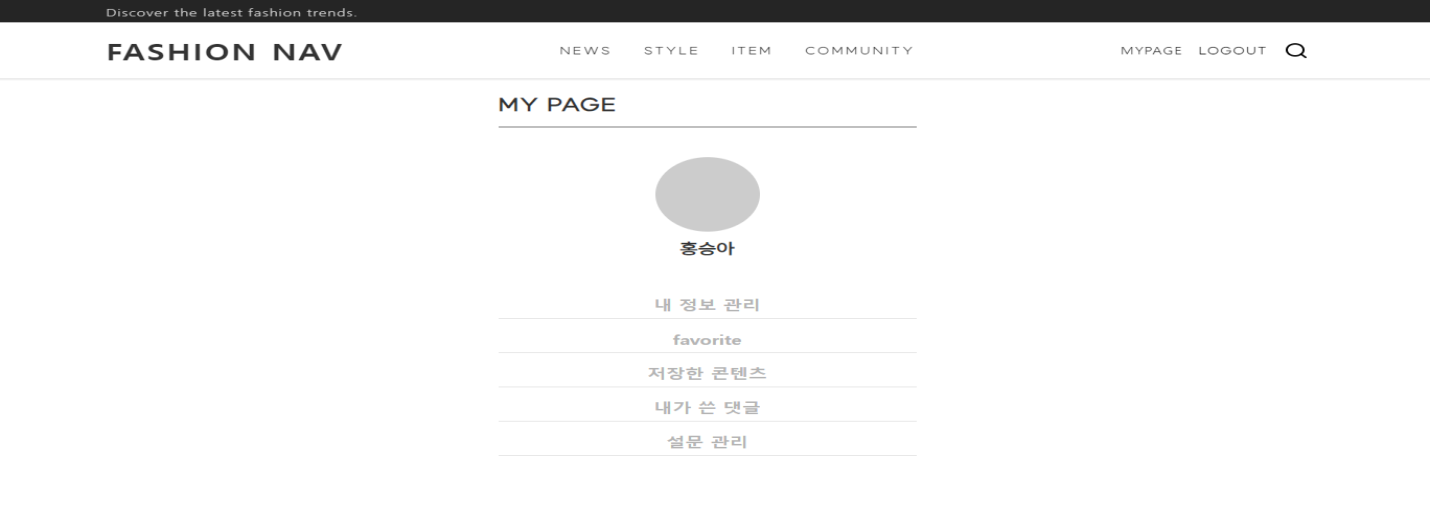 Discover the latest fashion trends.
FASHION NAV NEWS STYLE ITEM COMMUNITY MYPAGE LOGOUT
MY PAGE
홍승아
내 정보 관리
favorite
저장한 콘텐츠
내가 쓴 댓글
설문 관리